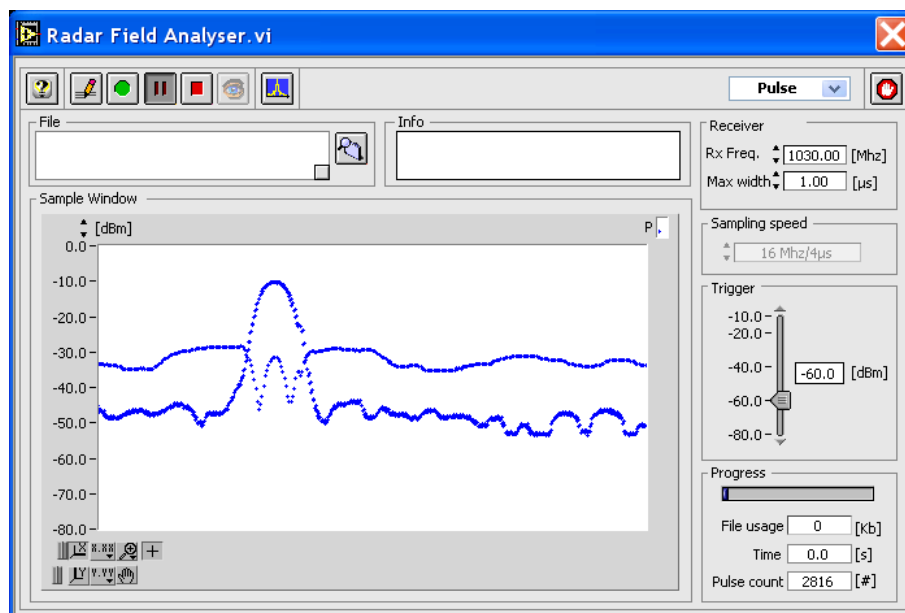 Radar Field Analyser.vi
Pulse
File
Info
Receiver
Rx Freq. 1030.00 [Mhz]
Max width 1.00 [µs]
Sample Window
[dBm]
P
0.0
-10.0
-20.0
-30.0
-40.0
-50.0
-60.0
-70.0
-80.0
Sampling speed
16 Mhz/4µs
Trigger
-10.0
-20.0
-40.0
-60.0
-80.0
-60.0 [dBm]
Progress
File usage 0 [Kb]
Time 0.0 [s]
Pulse count 2816 [#]
X X.XX
Y Y.YY